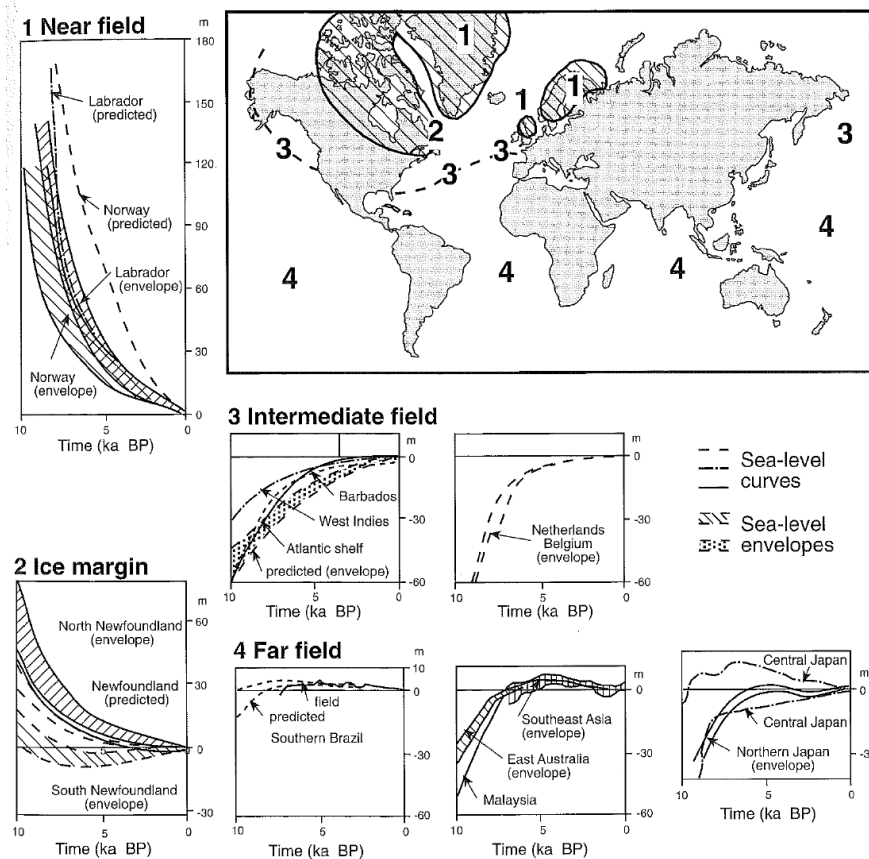 1 Near field
m
180
150
120
90
60
30
0
Labrador
(predicted)
Norway
(predicted)
Labrador
(envelope)
Norway
(envelope)
10
5
0
Time (ka BP)
1
1
1
2
3
3
3
4
4
4
4
3 Intermediate field
m
0
-30
-60
Barbados
West Indies
Atlantic shelf
predicted (envelope)
10
5
0
Time (ka BP)
m
0
-30
-60
Netherlands
Belgium
(envelope)
10
5
0
Time (ka BP)
Sea-level
curves
Sea-level
envelopes
2 Ice margin
m
60
30
0
-30
North Newfoundland
(envelope)
Newfoundland
(predicted)
5
South Newfoundland
(envelope)
10
5
0
Time (ka BP)
4 Far field
m
10
0
-30
-60
field
predicted
Southern Brazil
10
5
0
Time (ka BP)
m
0
-30
-60
Southeast Asia
(envelope)
East Australia
(envelope)
Malaysia
10
5
0
Time (ka BP)
m
0
Central Japan
Central Japan
Northern Japan
(envelope)
10
5
0
Time (ka BP)